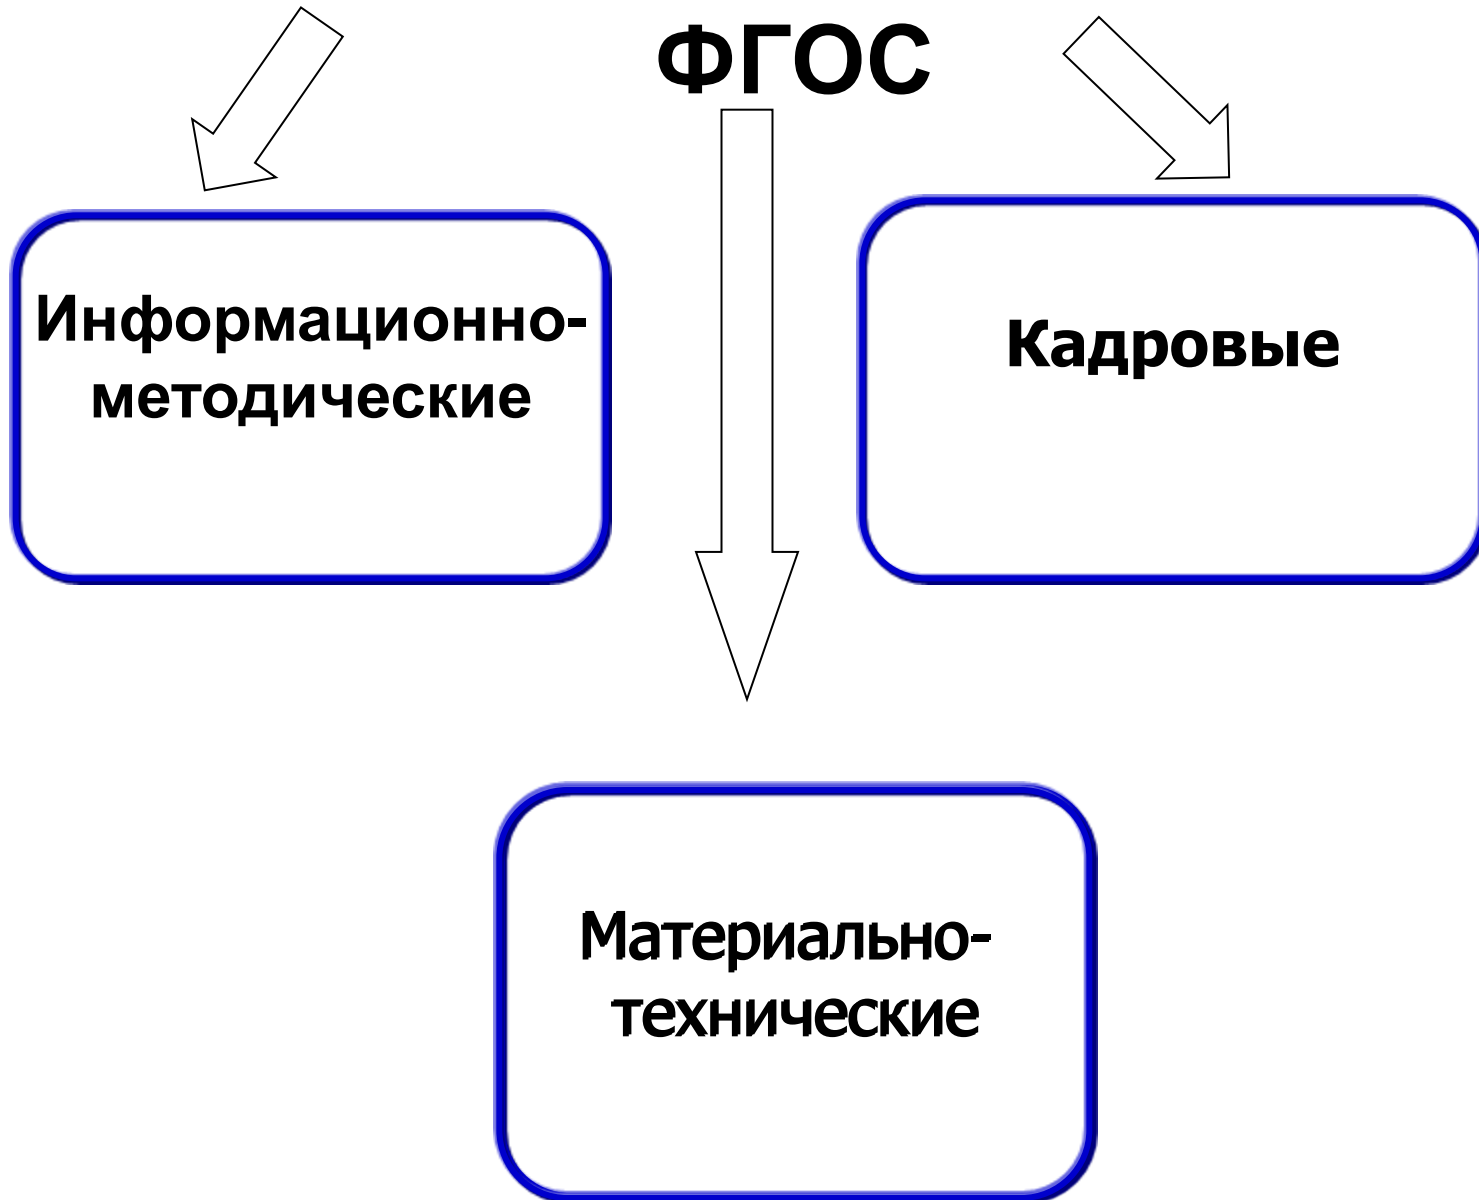 ФГОС
Информационно-
методические
Кадровые
Материально-
технические